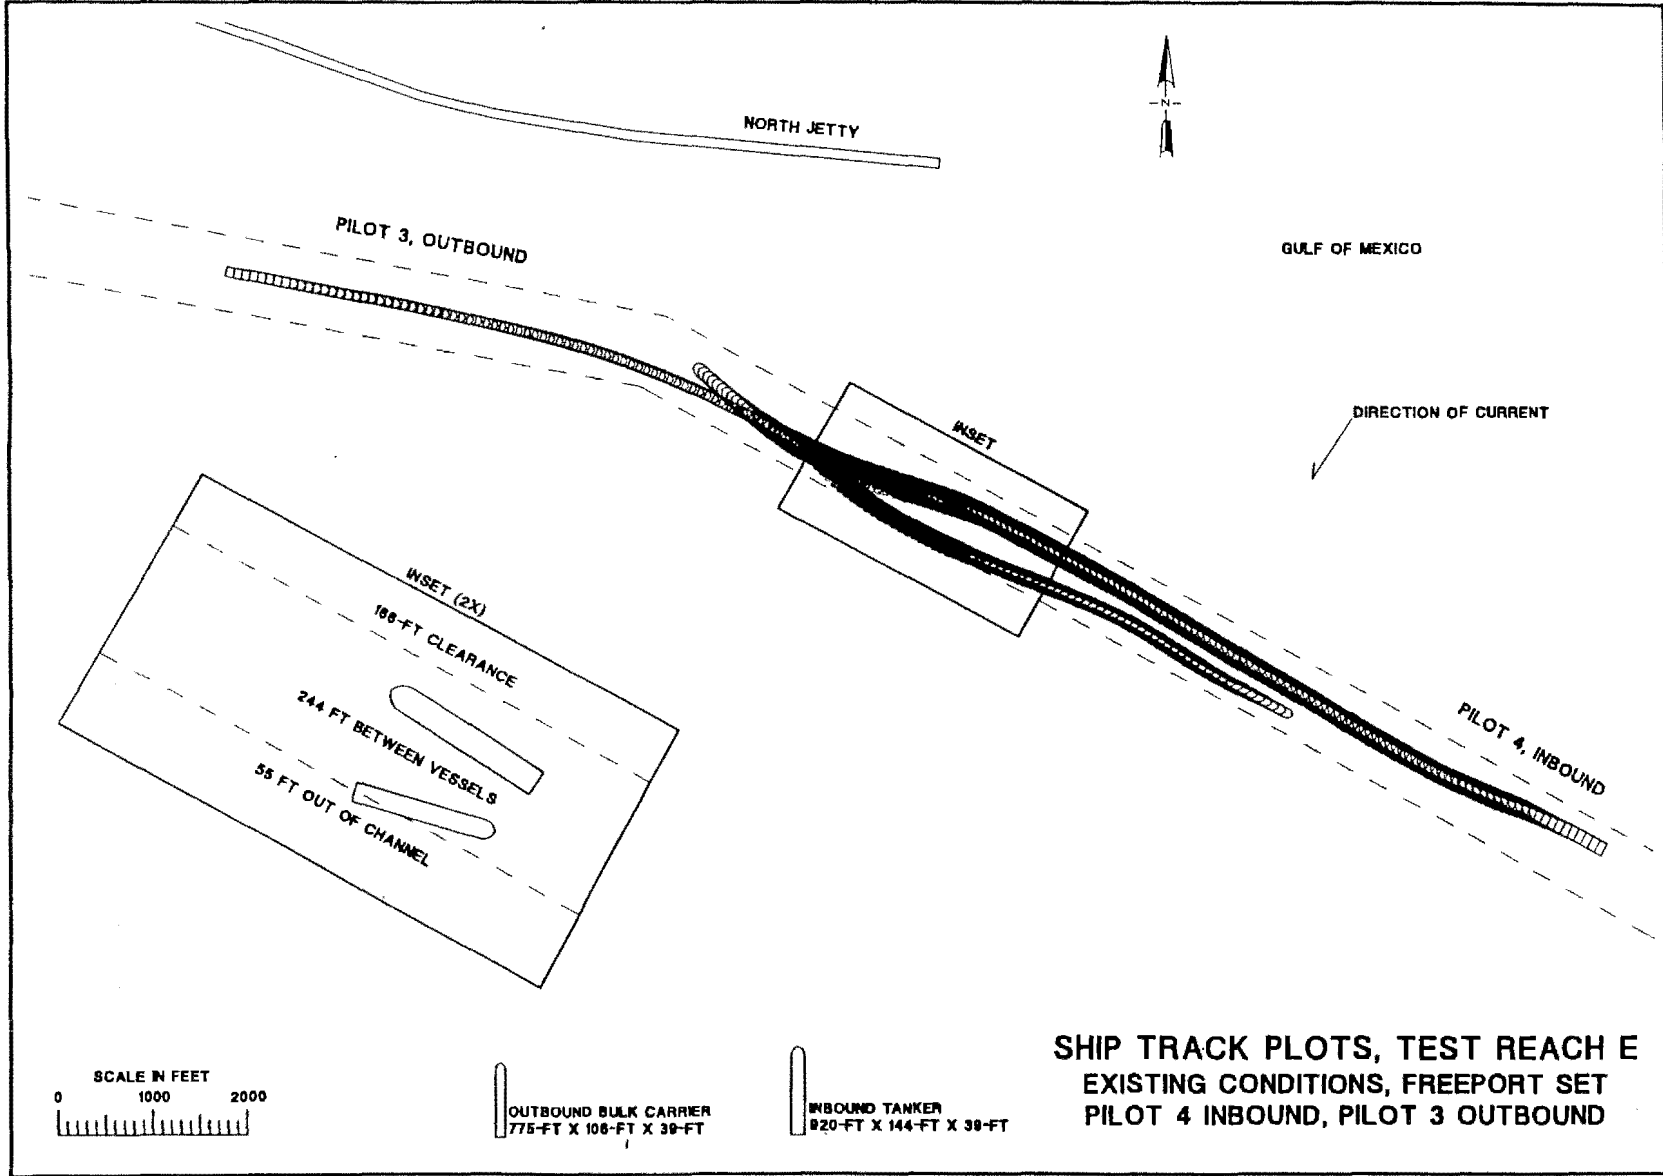 NORTH JETTY
N
PILOT 3, OUTBOUND
GULF OF MEXICO
DIRECTION OF CURRENT
INSET
INSET (2X)
166-FT CLEARANCE
244 FT BETWEEN VESSELS
55 FT OUT OF CHANNEL
PILOT 4, INBOUND
SCALE IN FEET
0 1000 2000
OUTBOUND BULK CARRIER
775-FT X 106-FT X 39-FT
INBOUND TANKER
920-FT X 144-FT X 39-FT
SHIP TRACK PLOTS, TEST REACH E
EXISTING CONDITIONS, FREEPORT SET
PILOT 4 INBOUND, PILOT 3 OUTBOUND